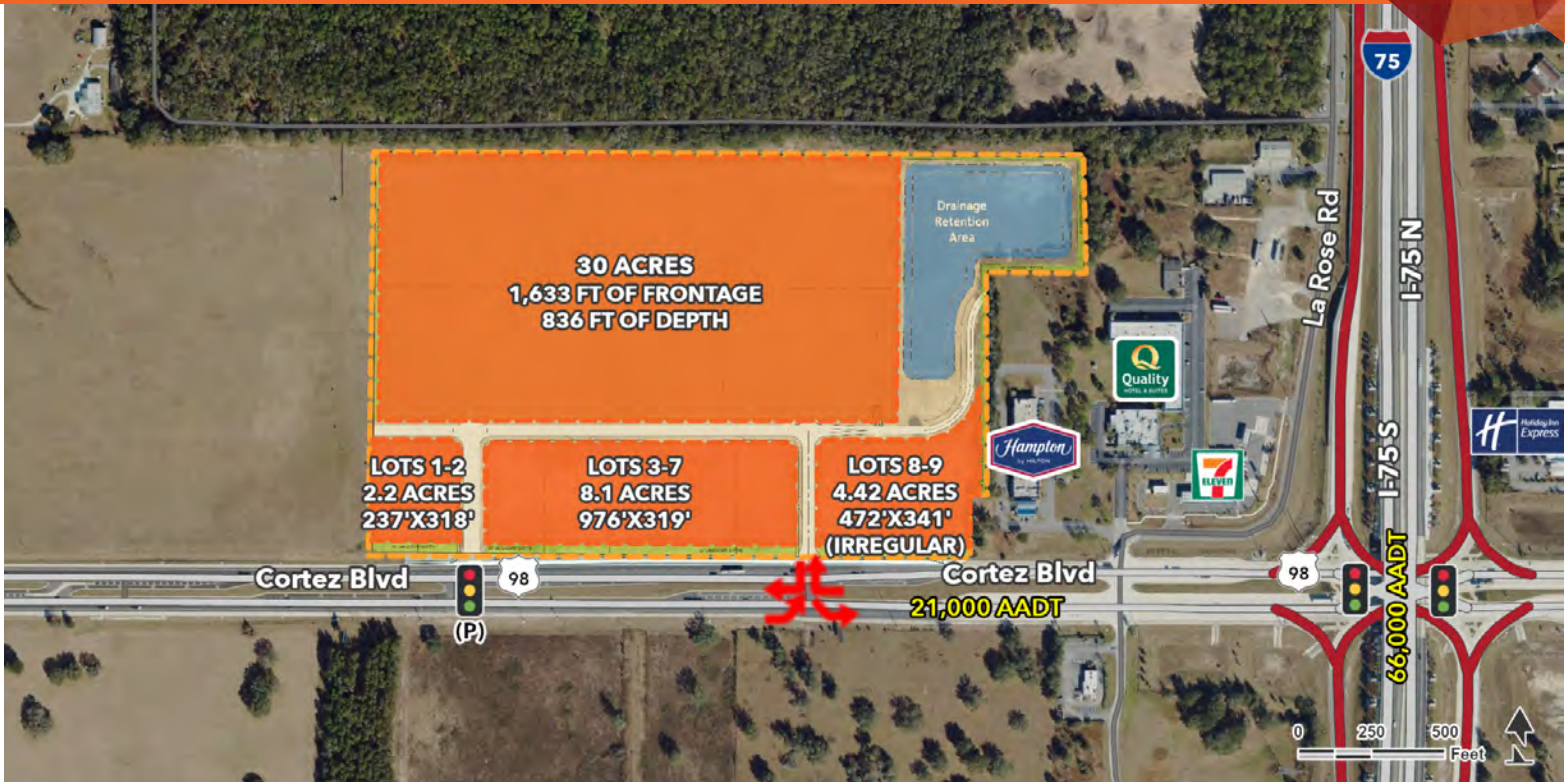 75
I-75 N
La Rose Rd
Drainage
Retention
Area
30 ACRES
1,633 FT OF FRONTAGE
836 FT OF DEPTH
Q
Quality
HOTEL & SUITES
Hampton
by HILTON
7
ELEVEN
I-75 S
H
Holiday Inn
Express
LOTS 1-2
2.2 ACRES
237'X318'
LOTS 3-7
8.1 ACRES
976'X319'
LOTS 8-9
4.42 ACRES
472'X341'
(IRREGULAR)
Cortez Blvd
98
(P)
Cortez Blvd
21,000 AADT
98
66,000 AADT
0 250 500
Feet
N